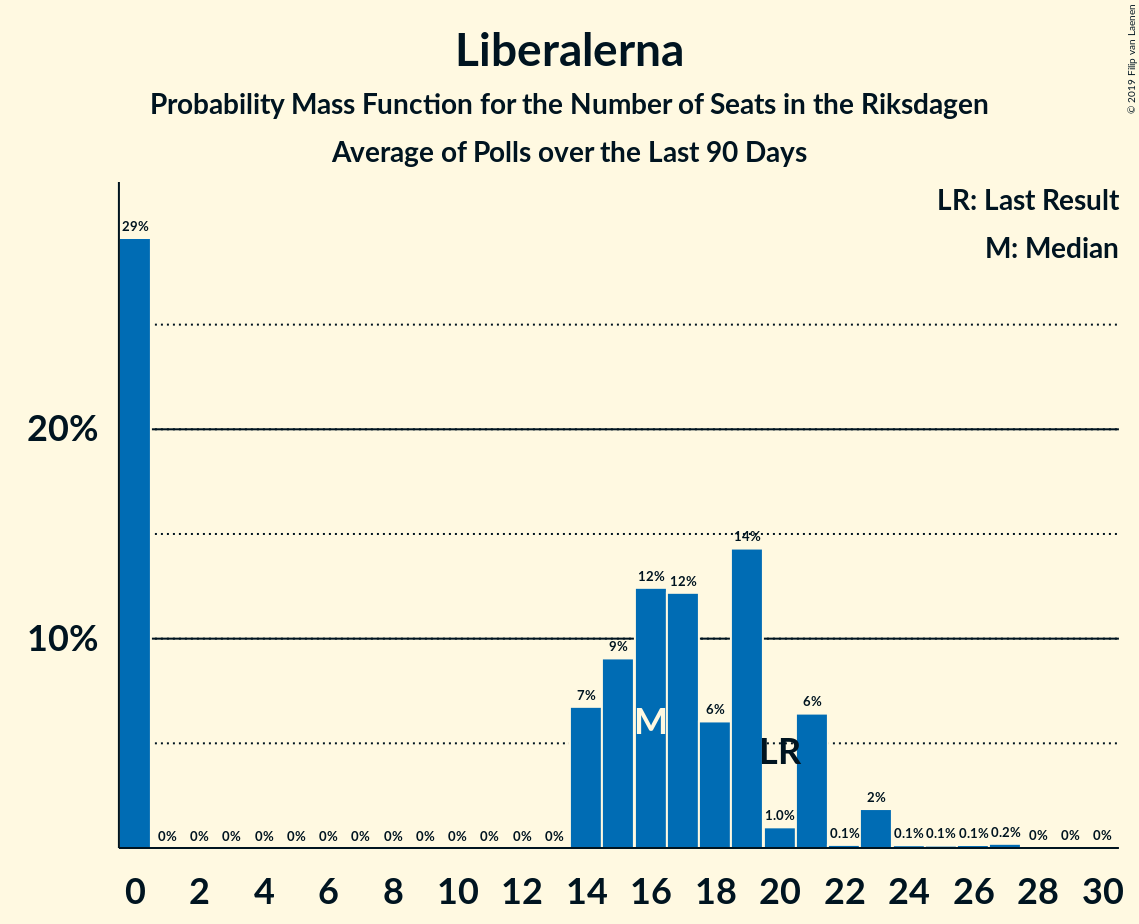 Liberalerna
Probability Mass Function for the Number of Seats in the Riksdagen
Average of Polls over the Last 90 Days
© 2019 Filip van Laenen
LR: Last Result
M: Median
29%
0% 0% 0% 0% 0% 0% 0% 0% 0% 0% 0% 0% 0% 7% 9% 12% 12% 6% 14% 1.0% 6% 0.1% 2% 0.1% 0.1% 0.1% 0.2% 0% 0% 0%
20%
10%
M
LR
0 2 4 6 8 10 12 14 16 18 20 22 24 26 28 30